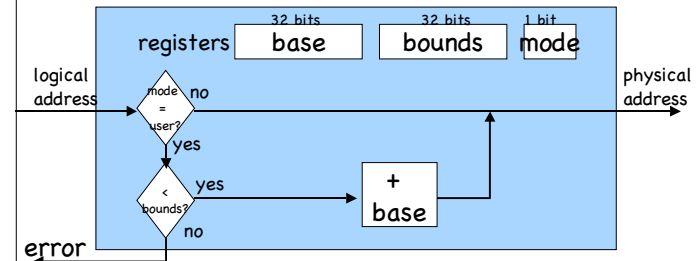 32 bits
32 bits
1 bit
registers
base
bounds
mode
logical
address
physical
address
mode
=
user?
no
yes
<
bounds?
yes
+
base
no
error